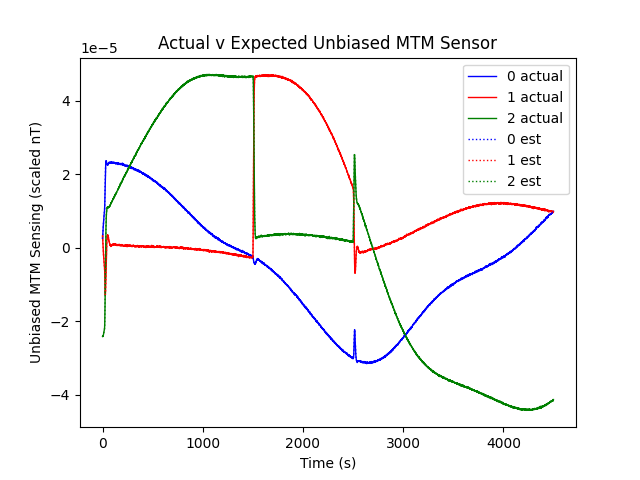 Actual v Expected Unbiased MTM Sensor
1e−5
4
2
0
−2
−4
Unbiased MTM Sensing (scaled nT)
0 actual
1 actual
2 actual
0 est
1 est
2 est
0 1000 2000 3000 4000
Time (s)